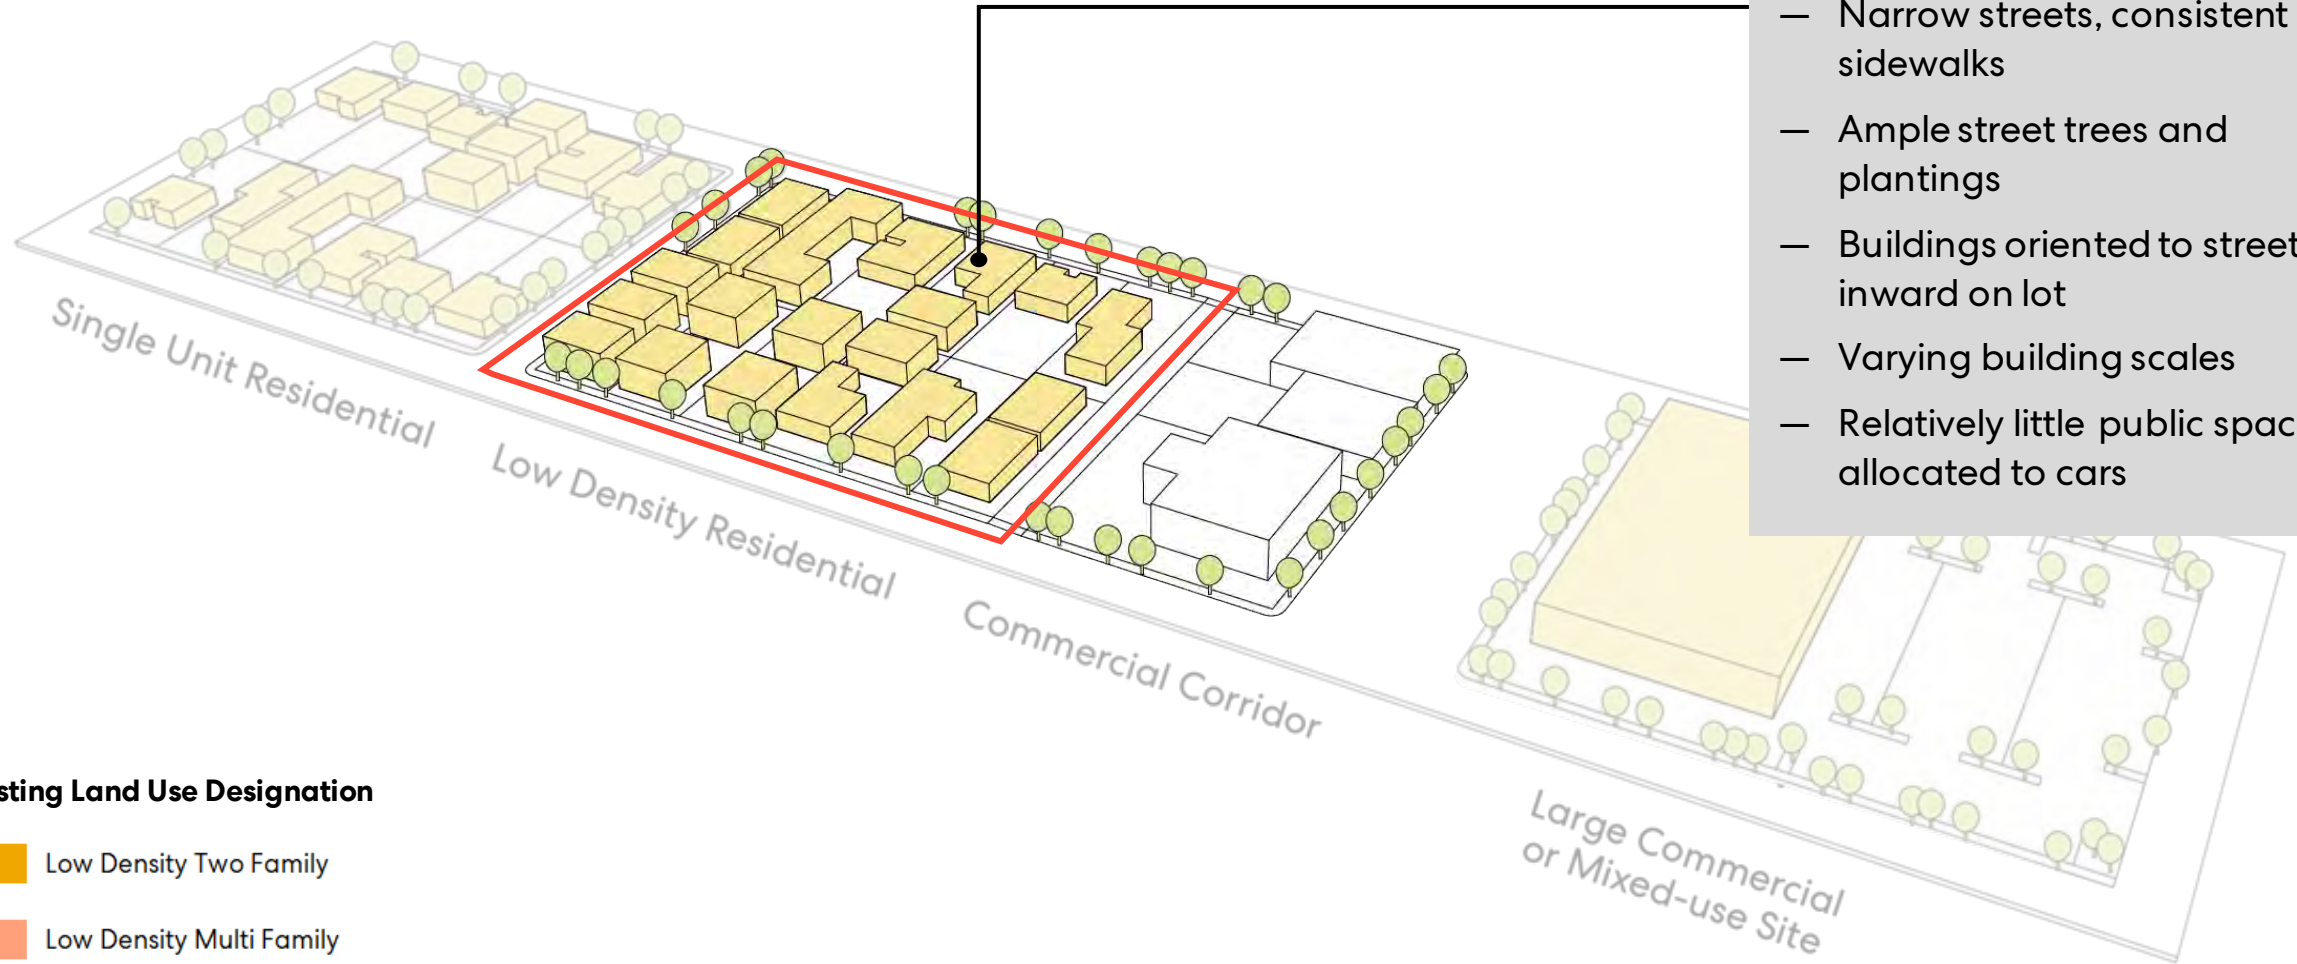 — Narrow streets, consistent
sidewalks
— Ample street trees and
plantings
— Buildings oriented to street
inward on lot
— Varying building scales
— Relatively little public spac
allocated to cars
Single Unit Residential
Low Density Residential
Commercial Corridor
Large Commercial
or Mixed-use Site
sting Land Use Designation
Low Density Two Family
Low Density Multi Family